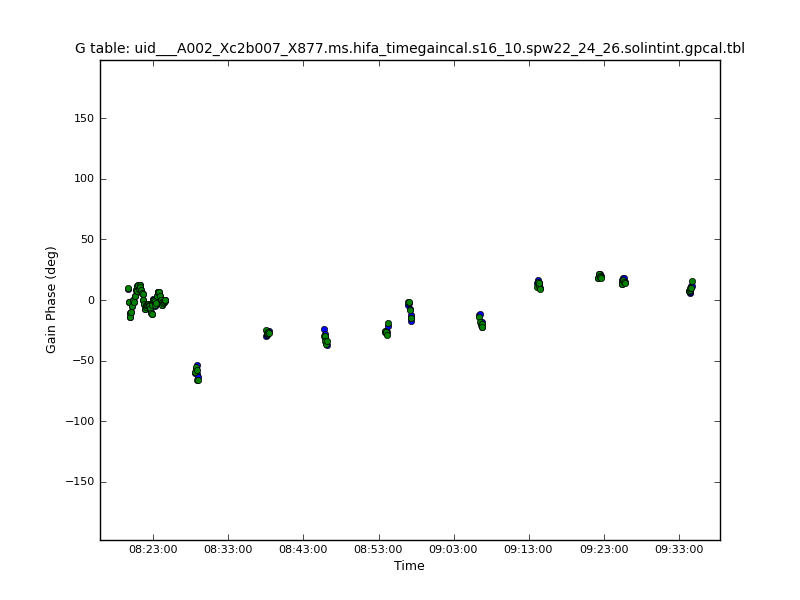 G table: uid___A002_Xc2b007_X877.ms.hifa_timegaincal.s16_10.spw22_24_26.solintint.gpcal.tbl
Gain Phase (deg)
150
100
50
0
−50
−100
−150
08:23:00 08:33:00 08:43:00 08:53:00 09:03:00 09:13:00 09:23:00 09:33:00
Time